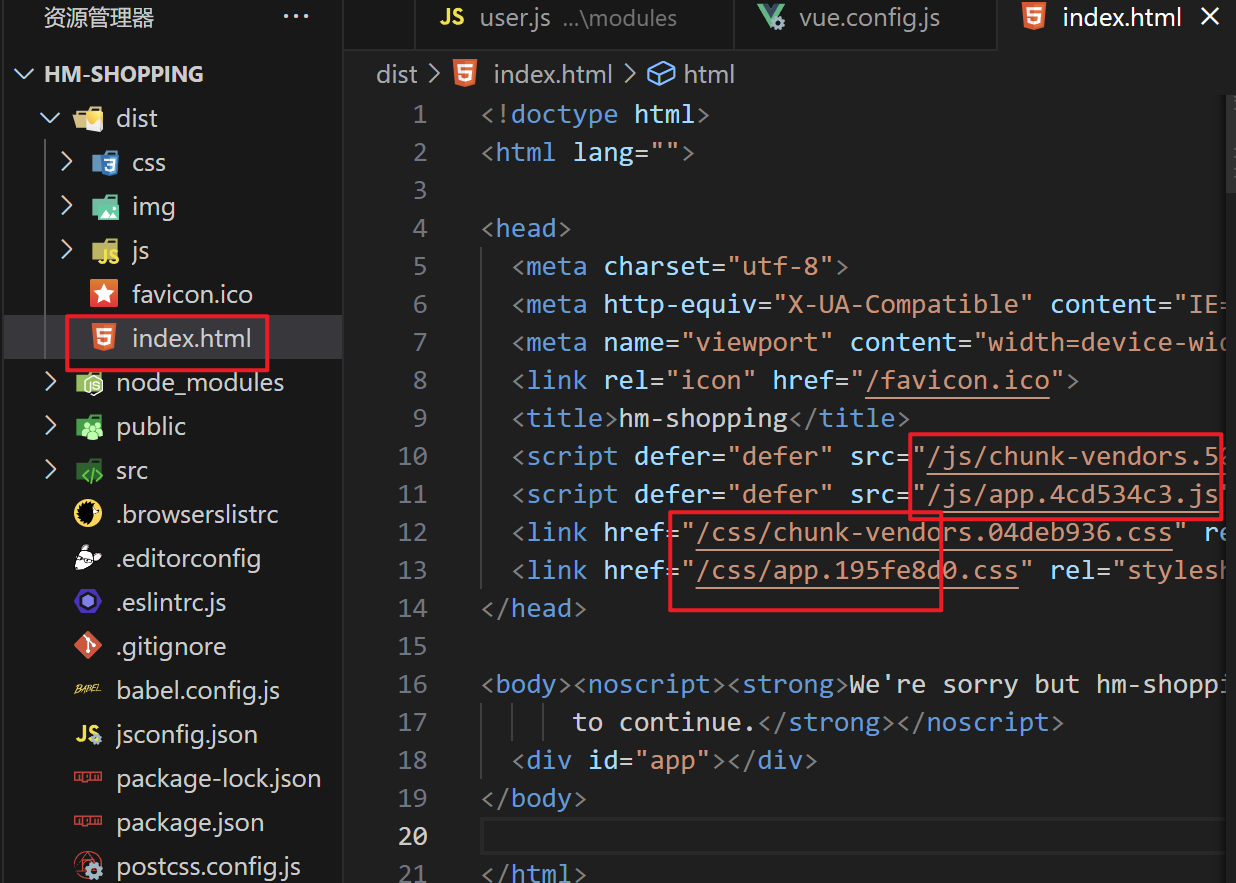 资源管理器 ···
JS user.js ...\modules vue.config.js index.html
HM-SHOPPING
dist > index.html > html
dist
css
img
js
favicon.ico
index.html
node_modules
public
src
.browserslistrc
.editorconfig
.eslintrc.js
.gitignore
BABEL babel.config.js
JS jsconfig.json
package-lock.json
package.json
postcss.config.js
1 <!doctype html>
2 <html lang="">
3
4 <head>
5 <meta charset="utf-8">
6 <meta http-equiv="X-UA-Compatible" content="IE=
7 <meta name="viewport" content="width=device-wid
8 <link rel="icon" href="/favicon.ico">
9 <title>hm-shopping</title>
10 <script defer="defer" src="/js/chunk-vendors.5
11 <script defer="defer" src="/js/app.4cd534c3.js"
12 <link href="/css/chunk-vendors.04deb936.css" re
13 <link href="/css/app.195fe8d0.css" rel="stylesh
14 </head>
15
16 <body><noscript><strong>We're sorry but hm-shoppi
17 to continue.</strong></noscript>
18 <div id="app"></div>
19 </body>
20
21 </html>